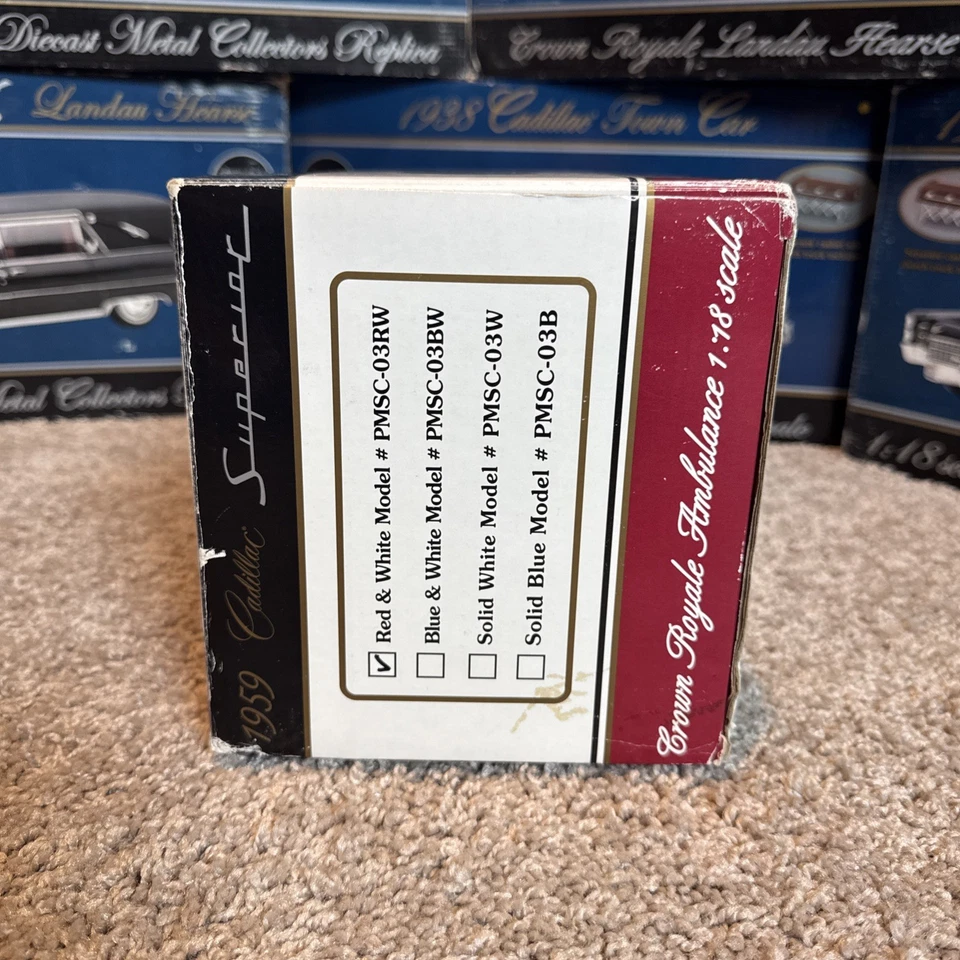 Diecast Metal Collectors Replica
Crown Royale Landau Hearse
Landau Hearse
1938 Cadillac Town Car
1959 Cadillac Superior
✓ Red & White Model # PMSC-03RW
Blue & White Model # PMSC-03BW
Solid White Model # PMSC-03W
Solid Blue Model # PMSC-03B
Crown Royale Ambulance 1:18 scale
Metal Collectors
1:18